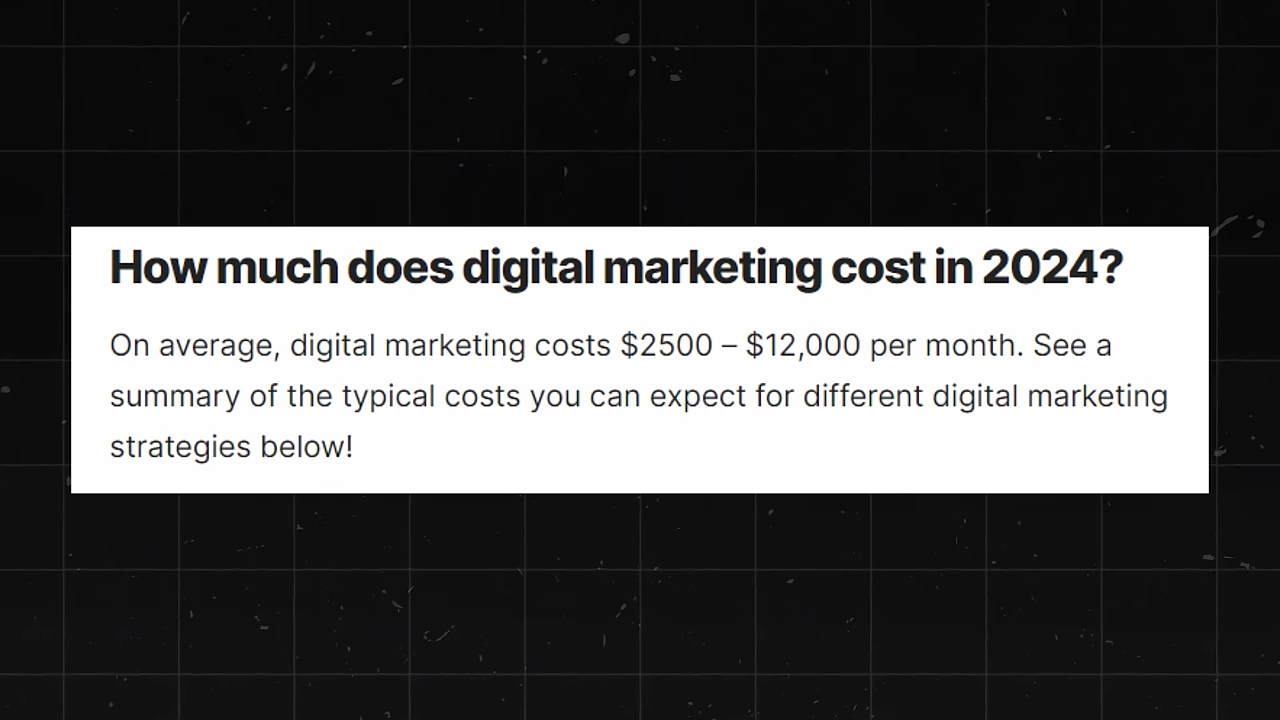 How much does digital marketing cost in 2024?
On average, digital marketing costs $2500 – $12,000 per month. See a
summary of the typical costs you can expect for different digital marketing
strategies below!